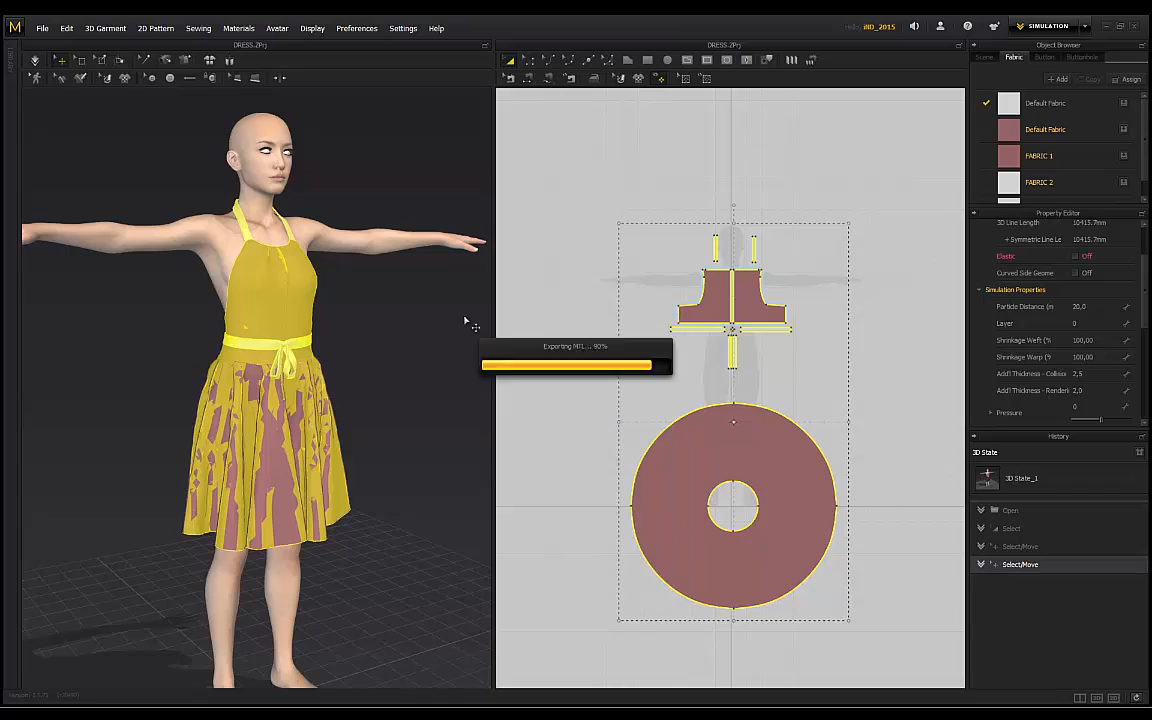 M File Edit 3D Garment 2D Pattern Sewing Materials Avatar Display Preferences Settings Help
Hello, iND_2015
SIMULATION
DRESS.ZPrj
DRESS.ZPrj
LIBRARY
Object Browser
Scene Fabric Button Buttonhole
+ Add Copy Assign
Default Fabric
Default Fabric
FABRIC 1
FABRIC 2
Property Editor
3D Line Length 10415.7mm
+ Symmetric Line Le 10415.7mm
Elastic Off
Curved Side Geome Off
Simulation Properties
Particle Distance (m 20,0
Layer 0
Shrinkage Weft (% 100,00
Shrinkage Warp (% 100,00
Add'l Thickness - Collisio 2,5
Add'l Thickness - Renderi 2,0
Pressure 0
Exporting MTL... 90%
History
3D State
3D State_1
Open
Select
Select/Move
Select/Move